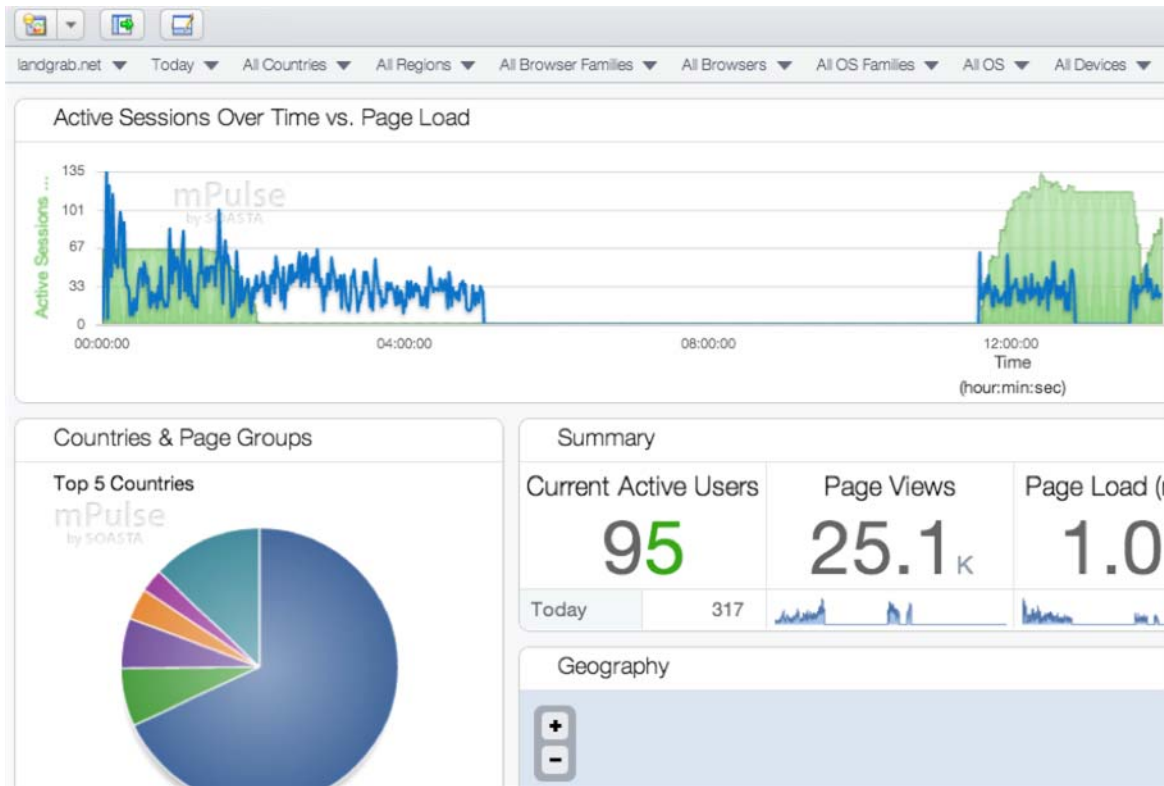 landgrab.net Today All Countries All Regions All Browser Families All Browsers All OS Families All OS All Devices
Active Sessions Over Time vs. Page Load
mPulse
by SOASTA
Active Sessions ...
135
101
67
33
0
00:00:00 04:00:00 08:00:00 12:00:00
Time
(hour:min:sec)
Countries & Page Groups
Top 5 Countries
mPulse
by SOASTA
Summary
Current Active Users Page Views Page Load (
95 25.1 K 1.0
Today 317
Geography
+
-